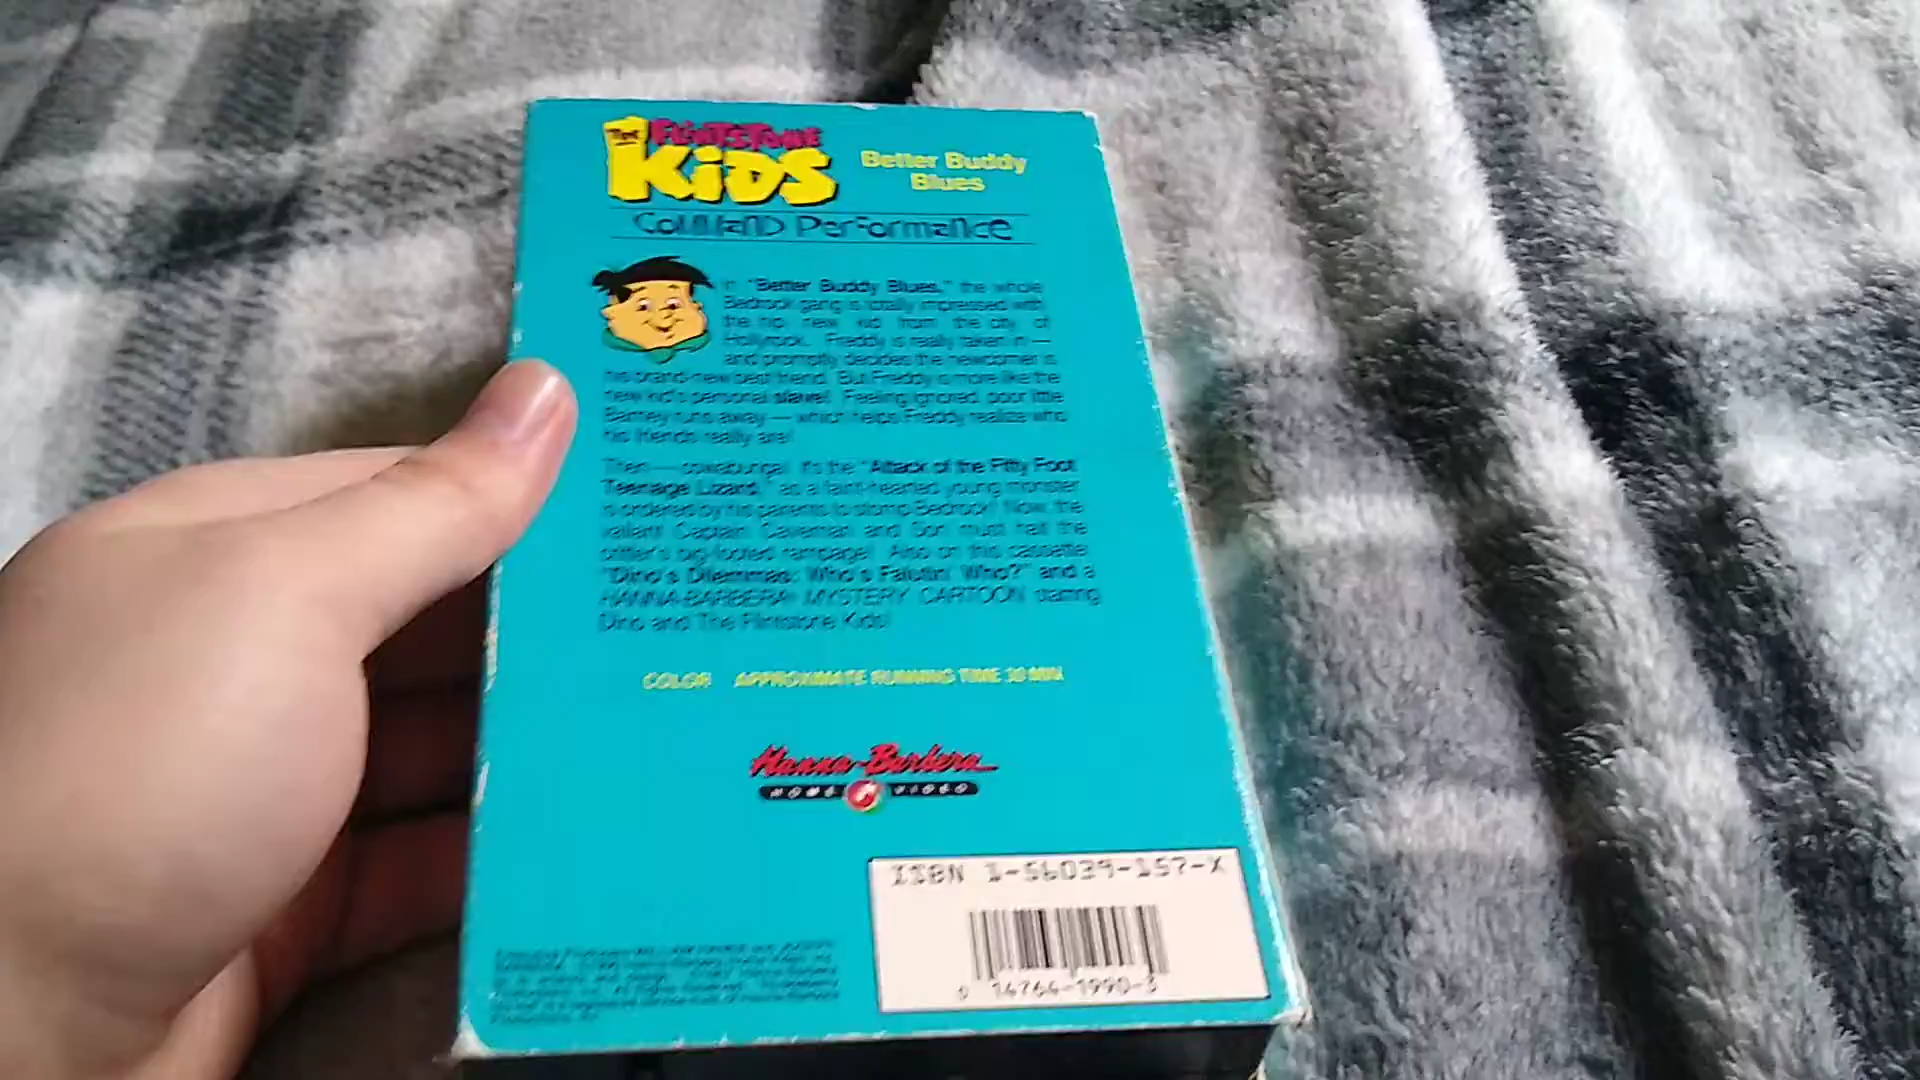 THE FLINTSTONE
KiDS
Better Buddy
Blues
COMMAND PERFORMANCE
In "Better Buddy Blues," the whole
Bedrock gang is totally impressed with
the hip new kid from the city of
Hollyrock. Freddy is really taken in —
and promptly decides the newcomer is
his brand-new best friend. But Freddy is more like the
new kid's personal slave! Feeling ignored, poor little
Barney runs away — which helps Freddy realize who
his friends really are!
Then — cowabunga! It's the "Attack of the Fifty Foot
Teenage Lizard," as a faint-hearted young monster
is ordered by his parents to stomp Bedrock! Now, the
valiant Captain Caveman and Son must halt the
critter's big-footed rampage! Also on this cassette:
"Dino's Dilemmas: Who's Falutin' Who?" and a
HANNA-BARBERA MYSTERY CARTOON starring
Dino and The Flintstone Kids!
COLOR APPROXIMATE RUNNING TIME 30 MIN
Hanna-Barbera
HOME VIDEO
ISBN 1-56039-157-X
0 14764-1990-3